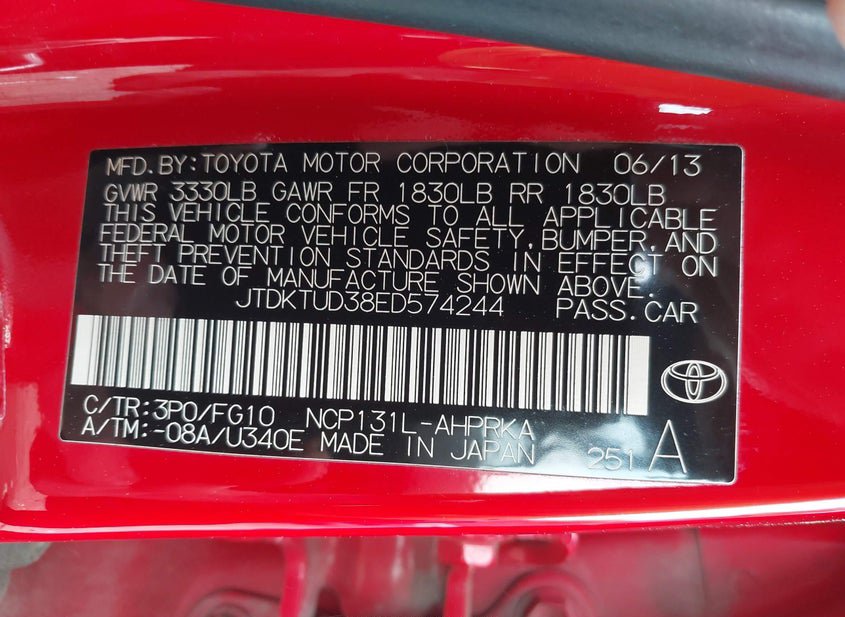 MFD.BY:TOYOTA MOTOR CORPORATION 06/13
GVWR 3330LB GAWR FR 1830LB RR 1830LB
THIS VEHICLE CONFORMS TO ALL APPLICABLE
FEDERAL MOTOR VEHICLE SAFETY,BUMPER,AND
THEFT PREVENTION STANDARDS IN EFFECT ON
THE DATE OF MANUFACTURE SHOWN ABOVE.
JTDKTUD38ED574244 PASS.CAR
C/TR:3P0/FG10 NCP131L-AHPRKA
A/TM:-08A/U340E MADE IN JAPAN 251 A